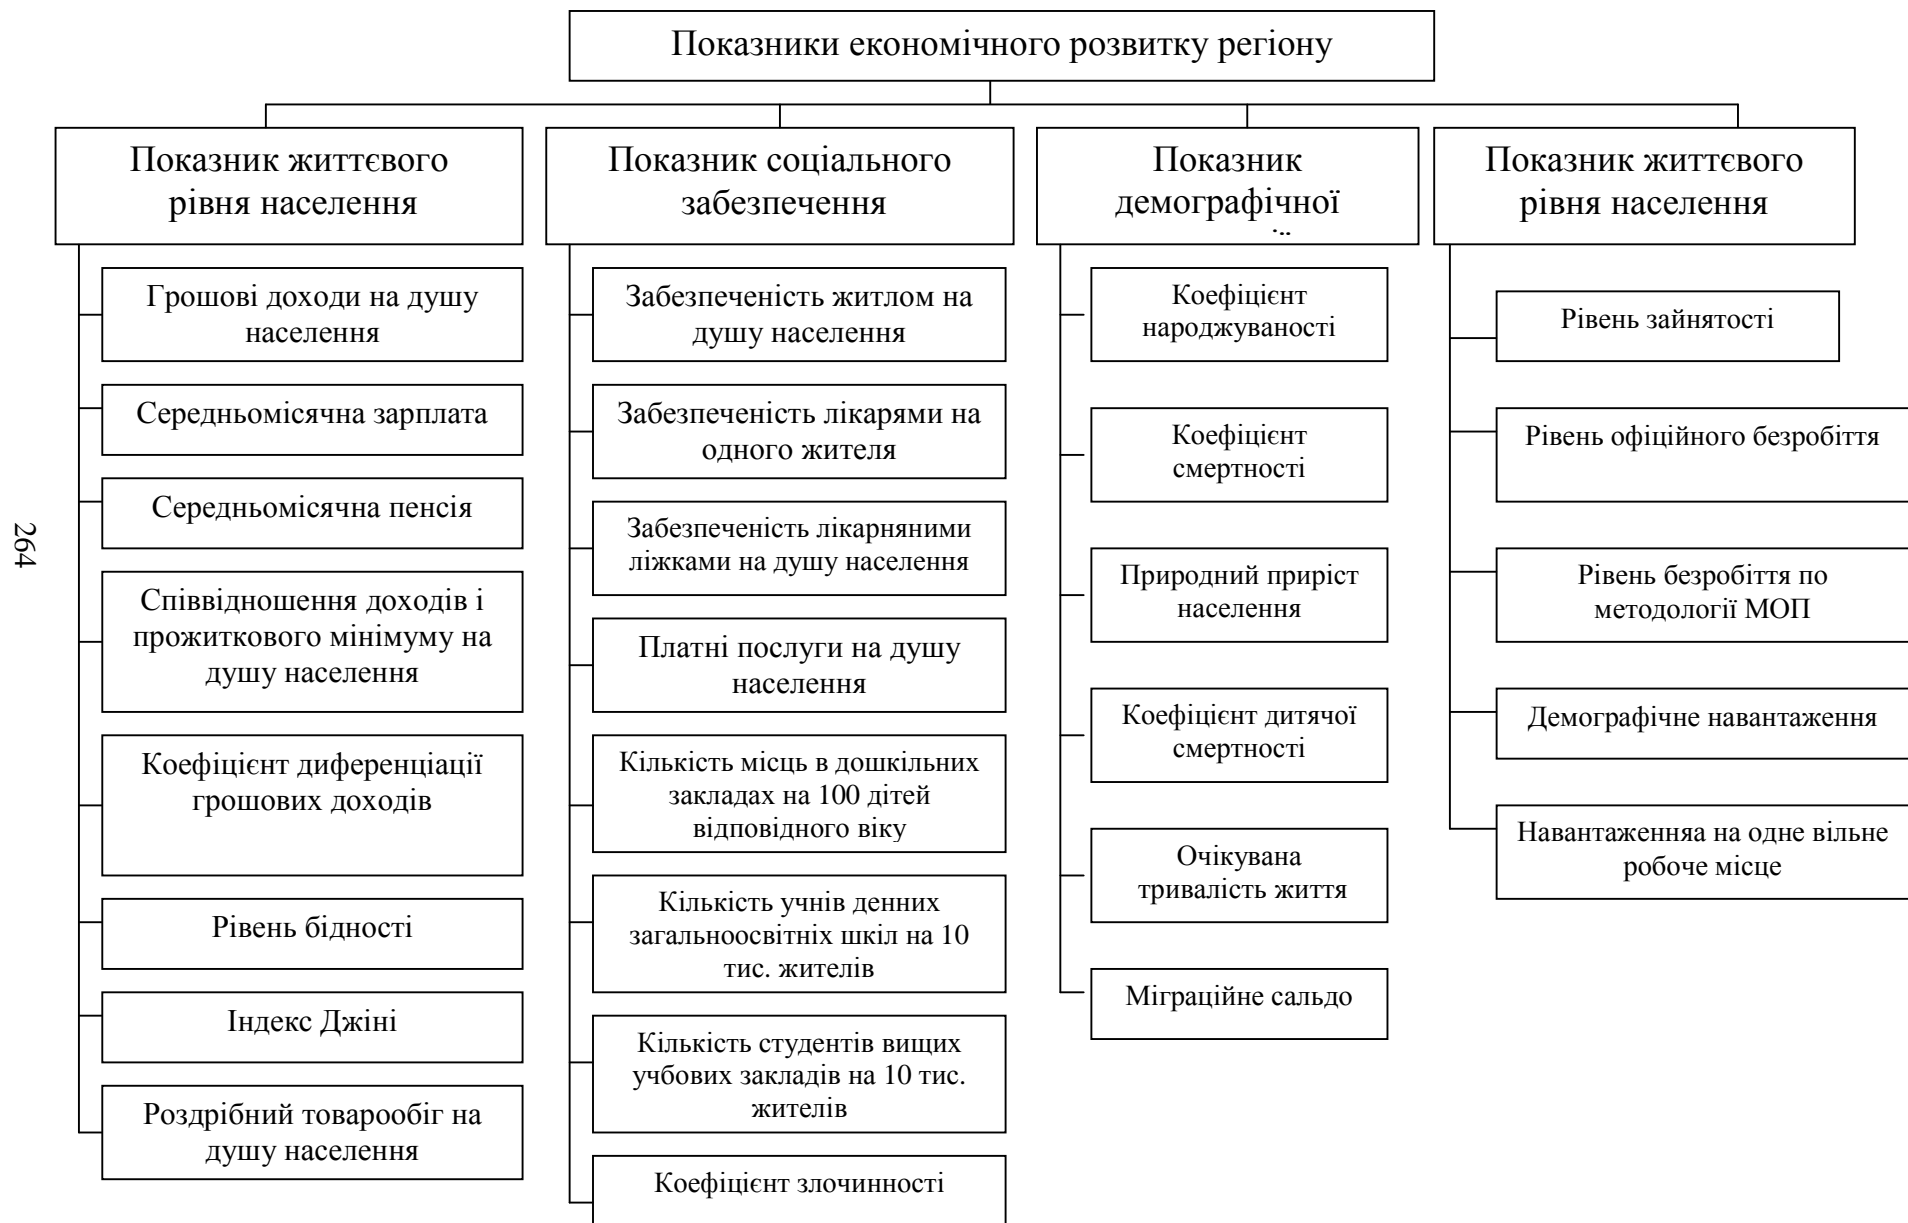 Показники економічного розвитку регіону
Показник життєвого
рівня населення
Грошові доходи на душу
населення
Середньомісячна зарплата
Середньомісячна пенсія
Співвідношення доходів і
прожиткового мінімуму на
душу населення
Коефіцієнт диференціації
грошових доходів
Рівень бідності
Індекс Джіні
Роздрібний товарообіг на
душу населення
Показник соціального
забезпечення
Забезпеченість житлом на
душу населення
Забезпеченість лікарями на
одного жителя
Забезпеченість лікарняними
ліжками на душу населення
Платні послуги на душу
населення
Кількість місць в дошкільних
закладах на 100 дітей
відповідного віку
Кількість учнів денних
загальноосвітніх шкіл на 10
тис. жителів
Кількість студентів вищих
учбових закладів на 10 тис.
жителів
Коефіцієнт злочинності
Показник
демографічної
Коефіцієнт
народжуваності
Коефіцієнт
смертності
Природний приріст
населення
Коефіцієнт дитячої
смертності
Очікувана
тривалість життя
Міграційне сальдо
Показник життєвого
рівня населення
Рівень зайнятості
Рівень офіційного безробіття
Рівень безробіття по
методології МОП
Демографічне навантаження
Навантаженняа на одне вільне
робоче місце
264